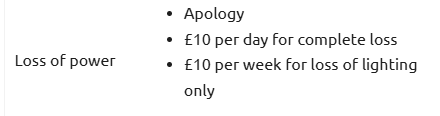 Loss of power
• Apology
• £10 per day for complete loss
• £10 per week for loss of lighting
only